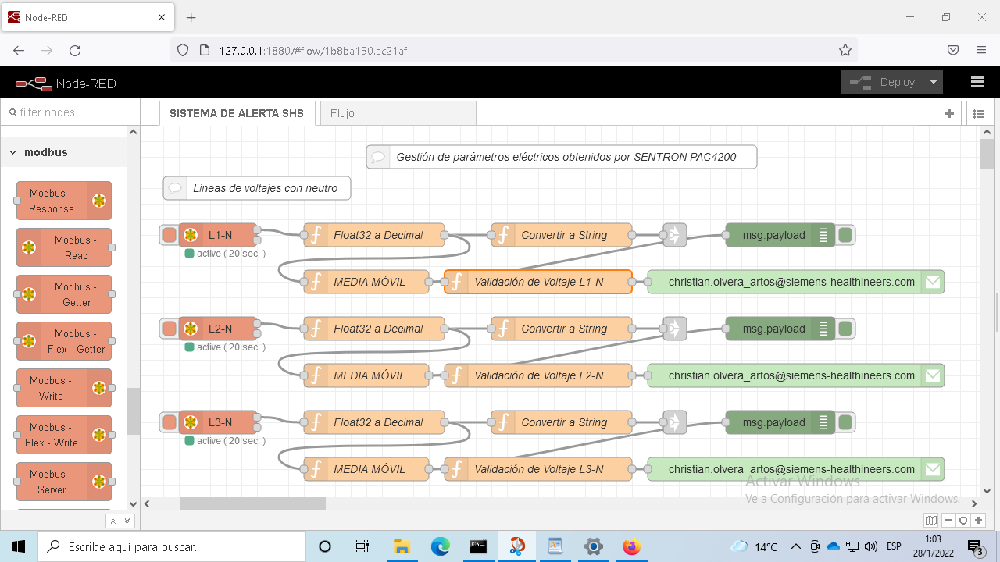 Node-RED
127.0.0.1:1880/#flow/1b8ba150.ac21af
Node-RED
Deploy
filter nodes
SISTEMA DE ALERTA SHS
Flujo
modbus
Modbus -
Response
Modbus -
Read
Modbus -
Getter
Modbus -
Flex - Getter
Modbus -
Write
Modbus -
Flex - Write
Modbus -
Server
Gestión de parámetros eléctricos obtenidos por SENTRON PAC4200
Lineas de voltajes con neutro
L1-N
Float32 a Decimal
Convertir a String
msg.payload
active ( 20 sec. )
MEDIA MÓVIL
Validación de Voltaje L1-N
christian.olvera_artos@siemens-healthineers.com
L2-N
Float32 a Decimal
Convertir a String
msg.payload
active ( 20 sec. )
MEDIA MÓVIL
Validación de Voltaje L2-N
christian.olvera_artos@siemens-healthineers.com
L3-N
Float32 a Decimal
Convertir a String
msg.payload
active ( 20 sec. )
MEDIA MÓVIL
Validación de Voltaje L3-N
christian.olvera_artos@siemens-healthineers.com
Activar Windows
Ve a Configuración para activar Windows.
Escribe aquí para buscar.
14°C
ESP
1:03
28/1/2022
3